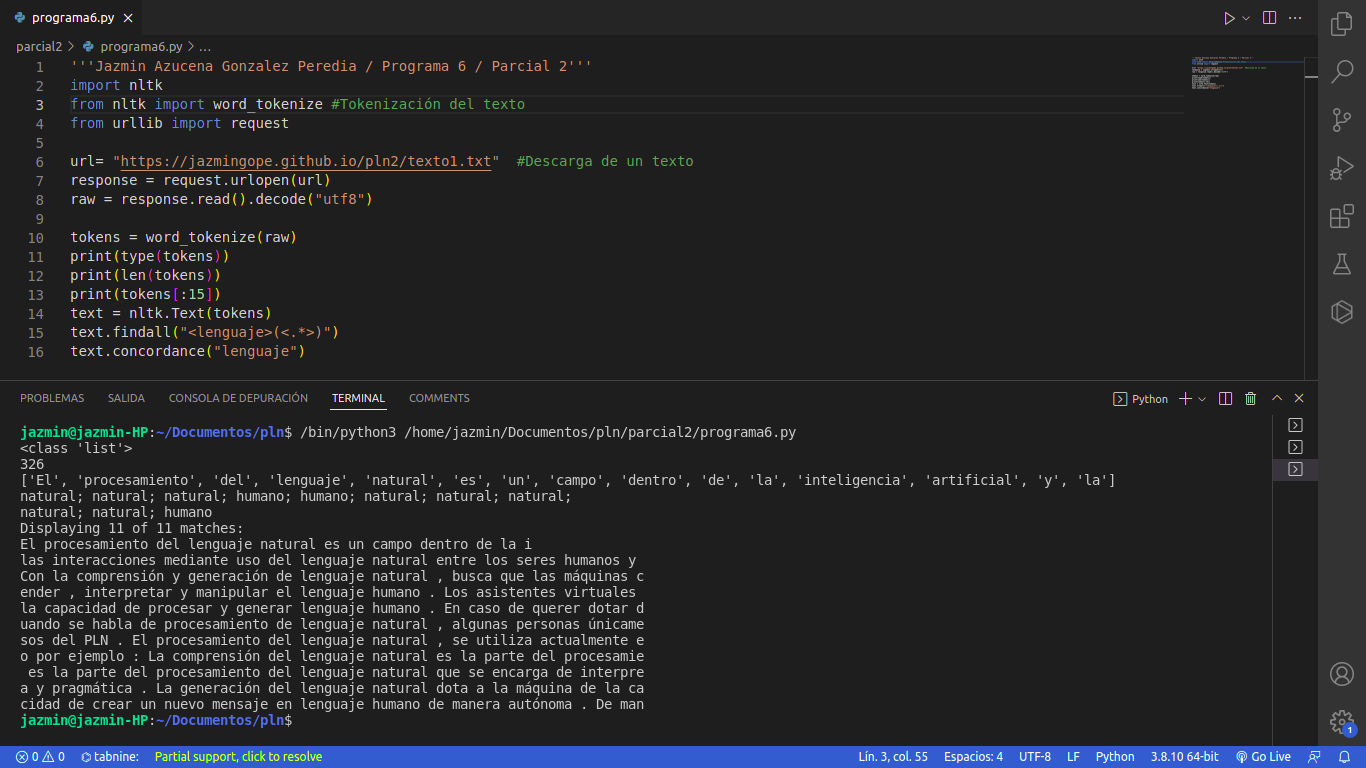 programa6.py
parcial2 > programa6.py > ...
1 '''Jazmin Azucena Gonzalez Peredia / Programa 6 / Parcial 2'''
2 import nltk
3 from nltk import word_tokenize #Tokenización del texto
4 from urllib import request
5
6 url= "https://jazmingope.github.io/pln2/texto1.txt"  #Descarga de un texto
7 response = request.urlopen(url)
8 raw = response.read().decode("utf8")
9
10 tokens = word_tokenize(raw)
11 print(type(tokens))
12 print(len(tokens))
13 print(tokens[:15])
14 text = nltk.Text(tokens)
15 text.findall("<lenguaje>(<.*>)")
16 text.concordance("lenguaje")
PROBLEMAS SALIDA CONSOLA DE DEPURACIÓN TERMINAL COMMENTS Python
jazmin@jazmin-HP:~/Documentos/pln$ /bin/python3 /home/jazmin/Documentos/pln/parcial2/programa6.py
<class 'list'>
326
['El', 'procesamiento', 'del', 'lenguaje', 'natural', 'es', 'un', 'campo', 'dentro', 'de', 'la', 'inteligencia', 'artificial', 'y', 'la']
natural; natural; natural; humano; humano; natural; natural; natural;
natural; natural; humano
Displaying 11 of 11 matches:
El procesamiento del lenguaje natural es un campo dentro de la i
las interacciones mediante uso del lenguaje natural entre los seres humanos y
Con la comprensión y generación de lenguaje natural , busca que las máquinas c
ender , interpretar y manipular el lenguaje humano . Los asistentes virtuales
la capacidad de procesar y generar lenguaje humano . En caso de querer dotar d
uando se habla de procesamiento de lenguaje natural , algunas personas únicame
sos del PLN . El procesamiento del lenguaje natural , se utiliza actualmente e
o por ejemplo : La comprensión del lenguaje natural es la parte del procesamie
es la parte del procesamiento del lenguaje natural que se encarga de interpre
a y pragmática . La generación del lenguaje natural dota a la máquina de la ca
cidad de crear un nuevo mensaje en lenguaje humano de manera autónoma . De man
jazmin@jazmin-HP:~/Documentos/pln$
1
0 0 tabnine: Partial support, click to resolve Lín. 3, col. 55 Espacios: 4 UTF-8 LF Python 3.8.10 64-bit Go Live